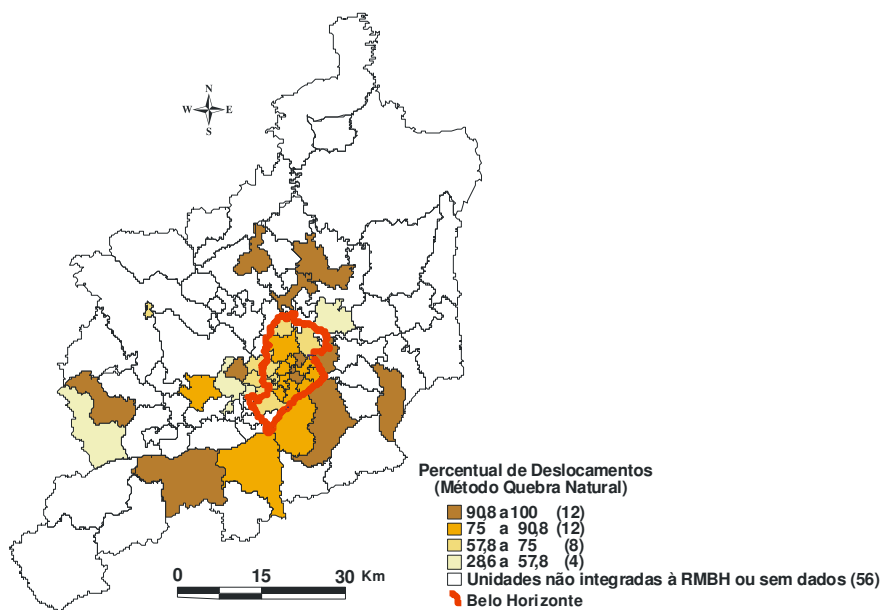 N
W E
S
Percentual de Deslocamentos
(Método Quebra Natural)
90,8 a 100 (12)
75 a 90,8 (12)
57,8 a 75 (8)
28,6 a 57,8 (4)
Unidades não integradas à RMBH ou sem dados (56)
Belo Horizonte
0 15 30 Km